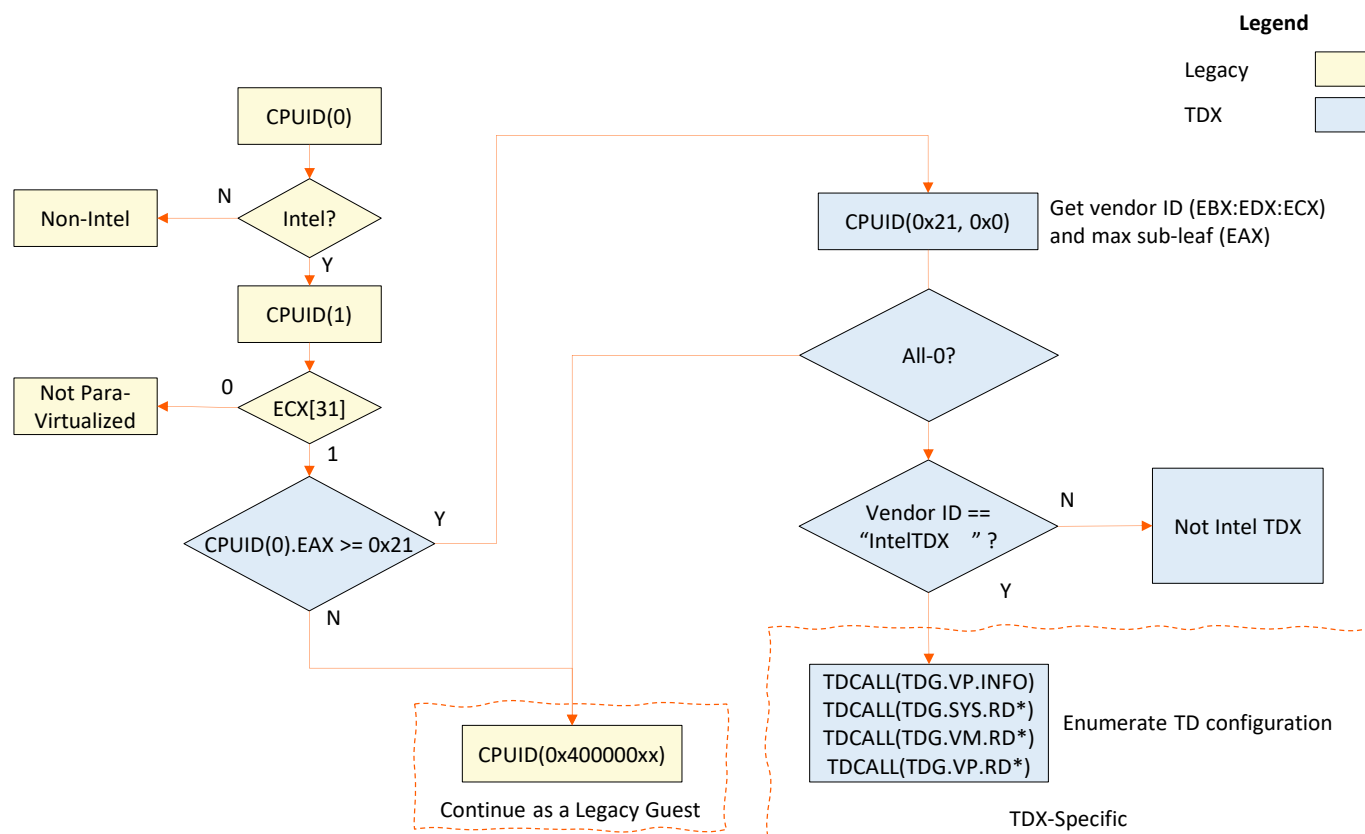 Legend
Legacy
TDX
CPUID(0)
Intel?
N
Non-Intel
Y
CPUID(1)
ECX[31]
0
Not Para-
Virtualized
1
CPUID(0).EAX >= 0x21
Y
N
CPUID(0x21, 0x0)
Get vendor ID (EBX:EDX:ECX)
and max sub-leaf (EAX)
All-0?
Vendor ID ==
“IntelTDX    ” ?
N
Not Intel TDX
Y
TDCALL(TDG.VP.INFO)
TDCALL(TDG.SYS.RD*)
TDCALL(TDG.VM.RD*)
TDCALL(TDG.VP.RD*)
Enumerate TD configuration
TDX-Specific
CPUID(0x400000xx)
Continue as a Legacy Guest